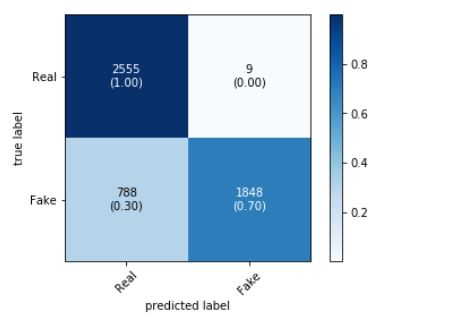 2555
(1.00)
9
(0.00)
Real
788
(0.30)
1848
(0.70)
Fake
true label
Real
Fake
predicted label
0.8
0.6
0.4
0.2